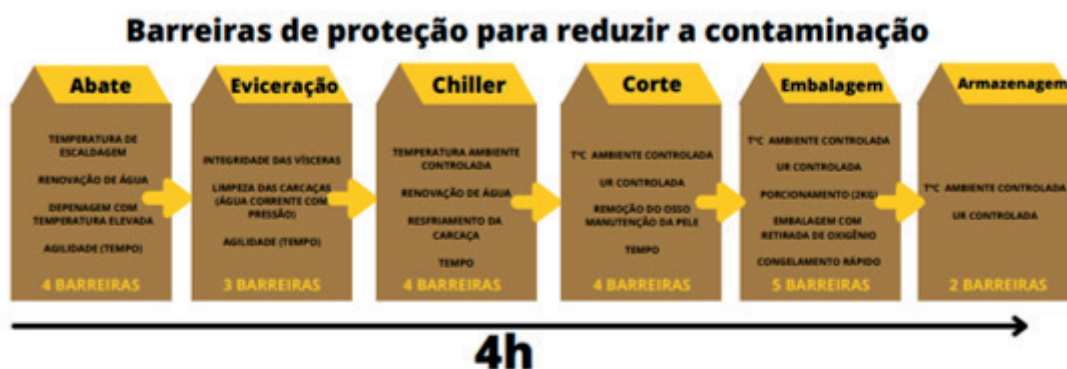 Barreiras de proteção para reduzir a contaminação
Abate
TEMPERATURA DE
ESCALDAGEM
RENOVAÇÃO DE ÁGUA
DEPENAGEM COM
TEMPERATURA ELEVADA
AGILIDADE (TEMPO)
4 BARREIRAS
Eviceração
INTEGRIDADE DAS VÍSCERAS
LIMPEZA DAS CARCAÇAS
(ÁGUA CORRENTE COM
PRESSÃO)
AGILIDADE (TEMPO)
3 BARREIRAS
Chiller
TEMPERATURA AMBIENTE
CONTROLADA
RENOVAÇÃO DE ÁGUA
RESFRIAMENTO DA
CARCAÇA
TEMPO
4 BARREIRAS
Corte
TºC AMBIENTE CONTROLADA
UR CONTROLADA
REMOÇÃO DO OSSO
MANUTENÇÃO DA PELE
TEMPO
4 BARREIRAS
Embalagem
TºC AMBIENTE CONTROLADA
UR CONTROLADA
PORCIONAMENTO (2KG)
EMBALAGEM COM
RETIRADA DE OXIGÊNIO
CONGELAMENTO RÁPIDO
5 BARREIRAS
Armazenagem
TºC AMBIENTE CONTROLADA
UR CONTROLADA
2 BARREIRAS
4h